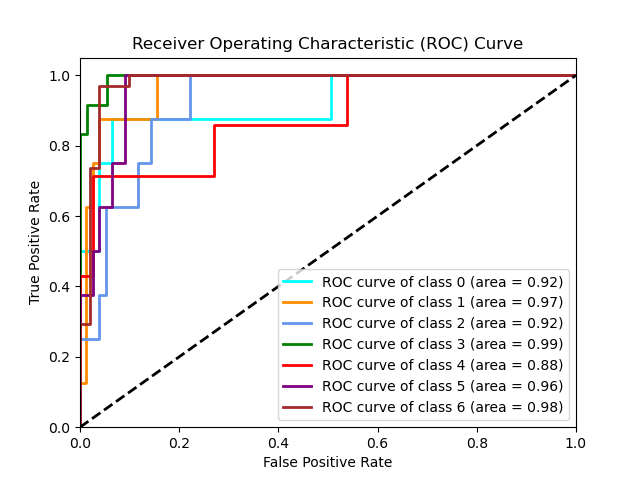 Receiver Operating Characteristic (ROC) Curve
1.0
0.8
0.6
0.4
0.2
0.0
True Positive Rate
ROC curve of class 0 (area = 0.92)
ROC curve of class 1 (area = 0.97)
ROC curve of class 2 (area = 0.92)
ROC curve of class 3 (area = 0.99)
ROC curve of class 4 (area = 0.88)
ROC curve of class 5 (area = 0.96)
ROC curve of class 6 (area = 0.98)
0.0 0.2 0.4 0.6 0.8 1.0
False Positive Rate